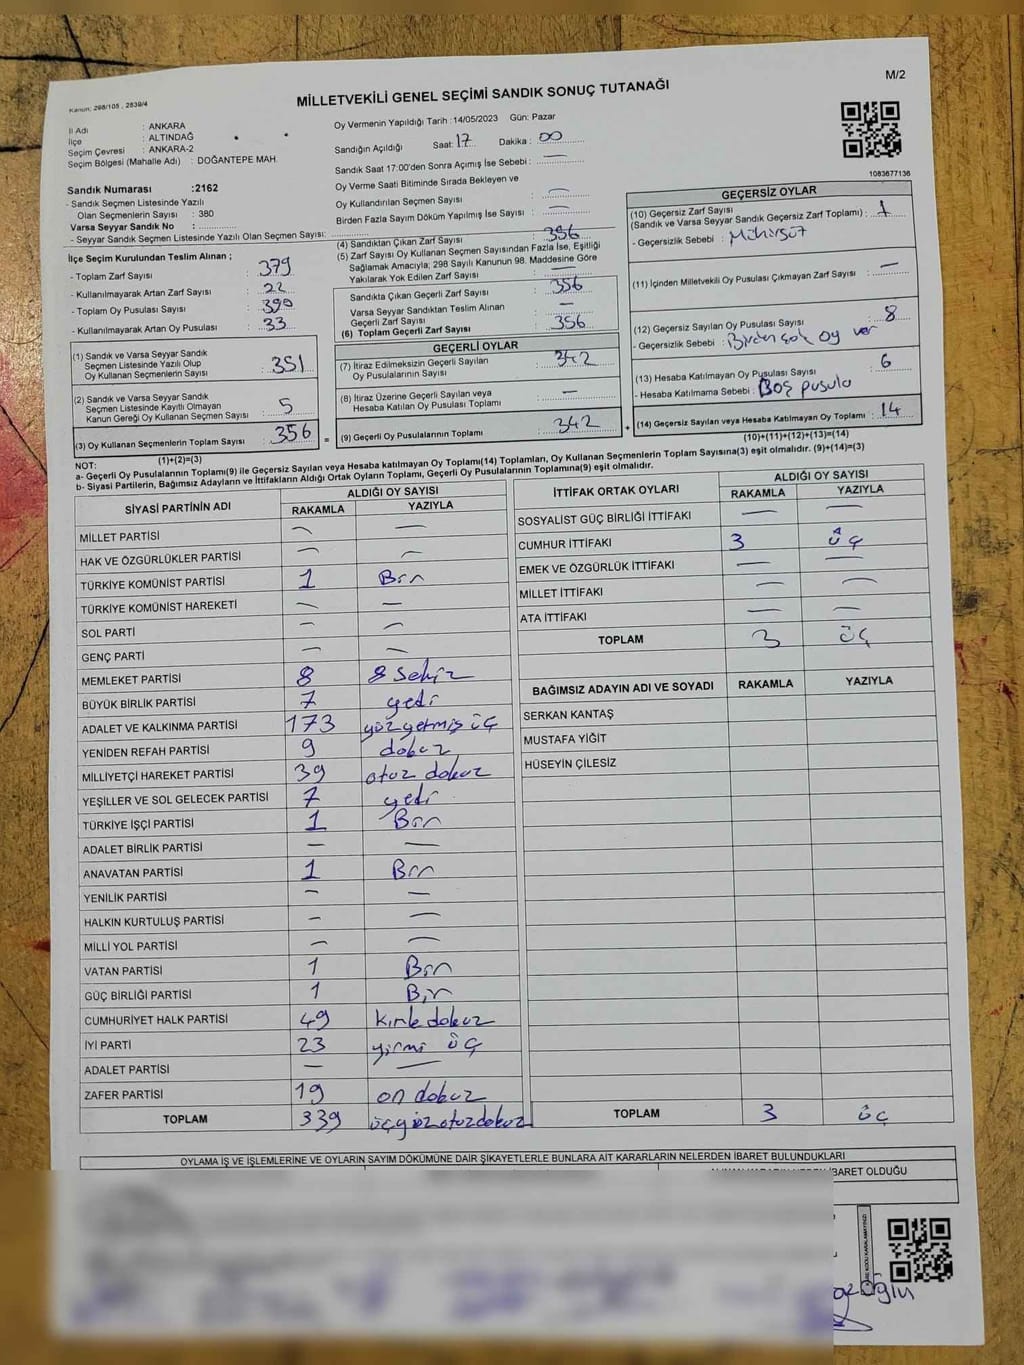 M/2
Kanun: 298/105 , 2839/4
MİLLETVEKİLİ GENEL SEÇİMİ SANDIK SONUÇ TUTANAĞI
İl Adı : ANKARA
İlçe : ALTINDAĞ
Seçim Çevresi : ANKARA-2
Seçim Bölgesi (Mahalle Adı) : DOĞANTEPE MAH.
Sandık Numarası :2162
- Sandık Seçmen Listesinde Yazılı
Olan Seçmenlerin Sayısı : 380
Varsa Seyyar Sandık No :
- Seyyar Sandık Seçmen Listesinde Yazılı Olan Seçmen Sayısı:
Oy Vermenin Yapıldığı Tarih :14/05/2023 Gün: Pazar
Sandığın Açıldığı Saat: 17 Dakika : 00
Sandık Saat 17:00'den Sonra Açımış İse Sebebi : —
Oy Verme Saati Bitiminde Sırada Bekleyen ve
Oy Kullandırılan Seçmen Sayısı : —
Birden Fazla Sayım Döküm Yapılmış İse Sayısı : —
1083677136
İlçe Seçim Kurulundan Teslim Alınan ;
- Toplam Zarf Sayısı : 379
- Kullanılmayarak Artan Zarf Sayısı : 22
- Toplam Oy Pusulası Sayısı : 390
- Kullanılmayarak Artan Oy Pusulası : 33
(1) Sandık ve Varsa Seyyar Sandık
Seçmen Listesinde Yazılı Olup
Oy Kullanan Seçmenlerin Sayısı : 351
(2) Sandık ve Varsa Seyyar Sandık
Seçmen Listesinde Kayıtlı Olmayan
Kanun Gereği Oy Kullanan Seçmen Sayısı : 5
(3) Oy Kullanan Seçmenlerin Toplam Sayısı : 356
(1)+(2)=(3)
(4) Sandıktan Çıkan Zarf Sayısı : 356
(5) Zarf Sayısı Oy Kullanan Seçmen Sayısından Fazla İse, Eşitliği
Sağlamak Amacıyla; 298 Sayılı Kanunun 98. Maddesine Göre
Yakılarak Yok Edilen Zarf Sayısı : —
Sandıkta Çıkan Geçerli Zarf Sayısı : 356
Varsa Seyyar Sandıktan Teslim Alınan
Geçerli Zarf Sayısı : —
(6) Toplam Geçerli Zarf Sayısı : 356
GEÇERLİ OYLAR
(7) İtiraz Edilmeksizin Geçerli Sayılan
Oy Pusulalarının Sayısı : 342
(8) İtiraz Üzerine Geçerli Sayılan veya
Hesaba Katılan Oy Pusulası Toplamı : —
= (9) Geçerli Oy Pusulalarının Toplamı : 342
GEÇERSİZ OYLAR
(10) Geçersiz Zarf Sayısı
(Sandık ve Varsa Seyyar Sandık Geçersiz Zarf Toplamı) : 1
- Geçersizlik Sebebi : Mühürsüz
(11) İçinden Milletvekili Oy Pusulası Çıkmayan Zarf Sayısı : —
(12) Geçersiz Sayılan Oy Pusulası Sayısı : 8
- Geçersizlik Sebebi : Birden çok oy ver
(13) Hesaba Katılmayan Oy Pusulası Sayısı : 6
- Hesaba Katılmama Sebebi : Boş pusula
+ (14) Geçersiz Sayılan veya Hesaba Katılmayan Oy Toplamı : 14
(10)+(11)+(12)+(13)=(14)
NOT:
a- Geçerli Oy Pusulalarının Toplamı(9) ile Geçersiz Sayılan veya Hesaba katılmayan Oy Toplamı(14) Toplamları, Oy Kullanan Seçmenlerin Toplam Sayısına(3) eşit olmalıdır. (9)+(14)=(3)
b- Siyasi Partilerin, Bağımsız Adayların ve İttifakların Aldığı Ortak Oyların Toplamı, Geçerli Oy Pusulalarının Toplamına(9) eşit olmalıdır.
SİYASİ PARTİNİN ADI ALDIĞI OY SAYISI
RAKAMLA YAZIYLA
MİLLET PARTİSİ — —
HAK VE ÖZGÜRLÜKLER PARTİSİ — —
TÜRKİYE KOMÜNİST PARTİSİ 1 Bir
TÜRKİYE KOMÜNİST HAREKETİ — —
SOL PARTİ — —
GENÇ PARTİ — —
MEMLEKET PARTİSİ 8 8 sekiz
BÜYÜK BİRLİK PARTİSİ 7 yedi
ADALET VE KALKINMA PARTİSİ 173 yüzyetmiş üç
YENİDEN REFAH PARTİSİ 9 dokuz
MİLLİYETÇİ HAREKET PARTİSİ 39 otuz dokuz
YEŞİLLER VE SOL GELECEK PARTİSİ 7 yedi
TÜRKİYE İŞÇİ PARTİSİ 1 Bir
ADALET BİRLİK PARTİSİ — —
ANAVATAN PARTİSİ 1 Bir
YENİLİK PARTİSİ — —
HALKIN KURTULUŞ PARTİSİ — —
MİLLİ YOL PARTİSİ — —
VATAN PARTİSİ 1 Bir
GÜÇ BİRLİĞİ PARTİSİ 1 Bir
CUMHURİYET HALK PARTİSİ 49 kırk dokuz
İYİ PARTİ 23 yirmi üç
ADALET PARTİSİ — —
ZAFER PARTİSİ 19 on dokuz
TOPLAM 339 üçyüzotuzdokuz
İTTİFAK ORTAK OYLARI ALDIĞI OY SAYISI
RAKAMLA YAZIYLA
SOSYALİST GÜÇ BİRLİĞİ İTTİFAKI — —
CUMHUR İTTİFAKI 3 üç
EMEK VE ÖZGÜRLÜK İTTİFAKI — —
MİLLET İTTİFAKI — —
ATA İTTİFAKI — —
TOPLAM 3 üç
BAĞIMSIZ ADAYIN ADI VE SOYADI RAKAMLA YAZIYLA
SERKAN KANTAŞ
MUSTAFA YİĞİT
HÜSEYİN ÇİLESİZ
TOPLAM 3 üç
OYLAMA İŞ VE İŞLEMLERİNE VE OYLARIN SAYIM DÖKÜMÜNE DAİR ŞİKAYETLERLE BUNLARA AİT KARARLARIN NELERDEN İBARET BULUNDUKLARI
İBARET OLDUĞU